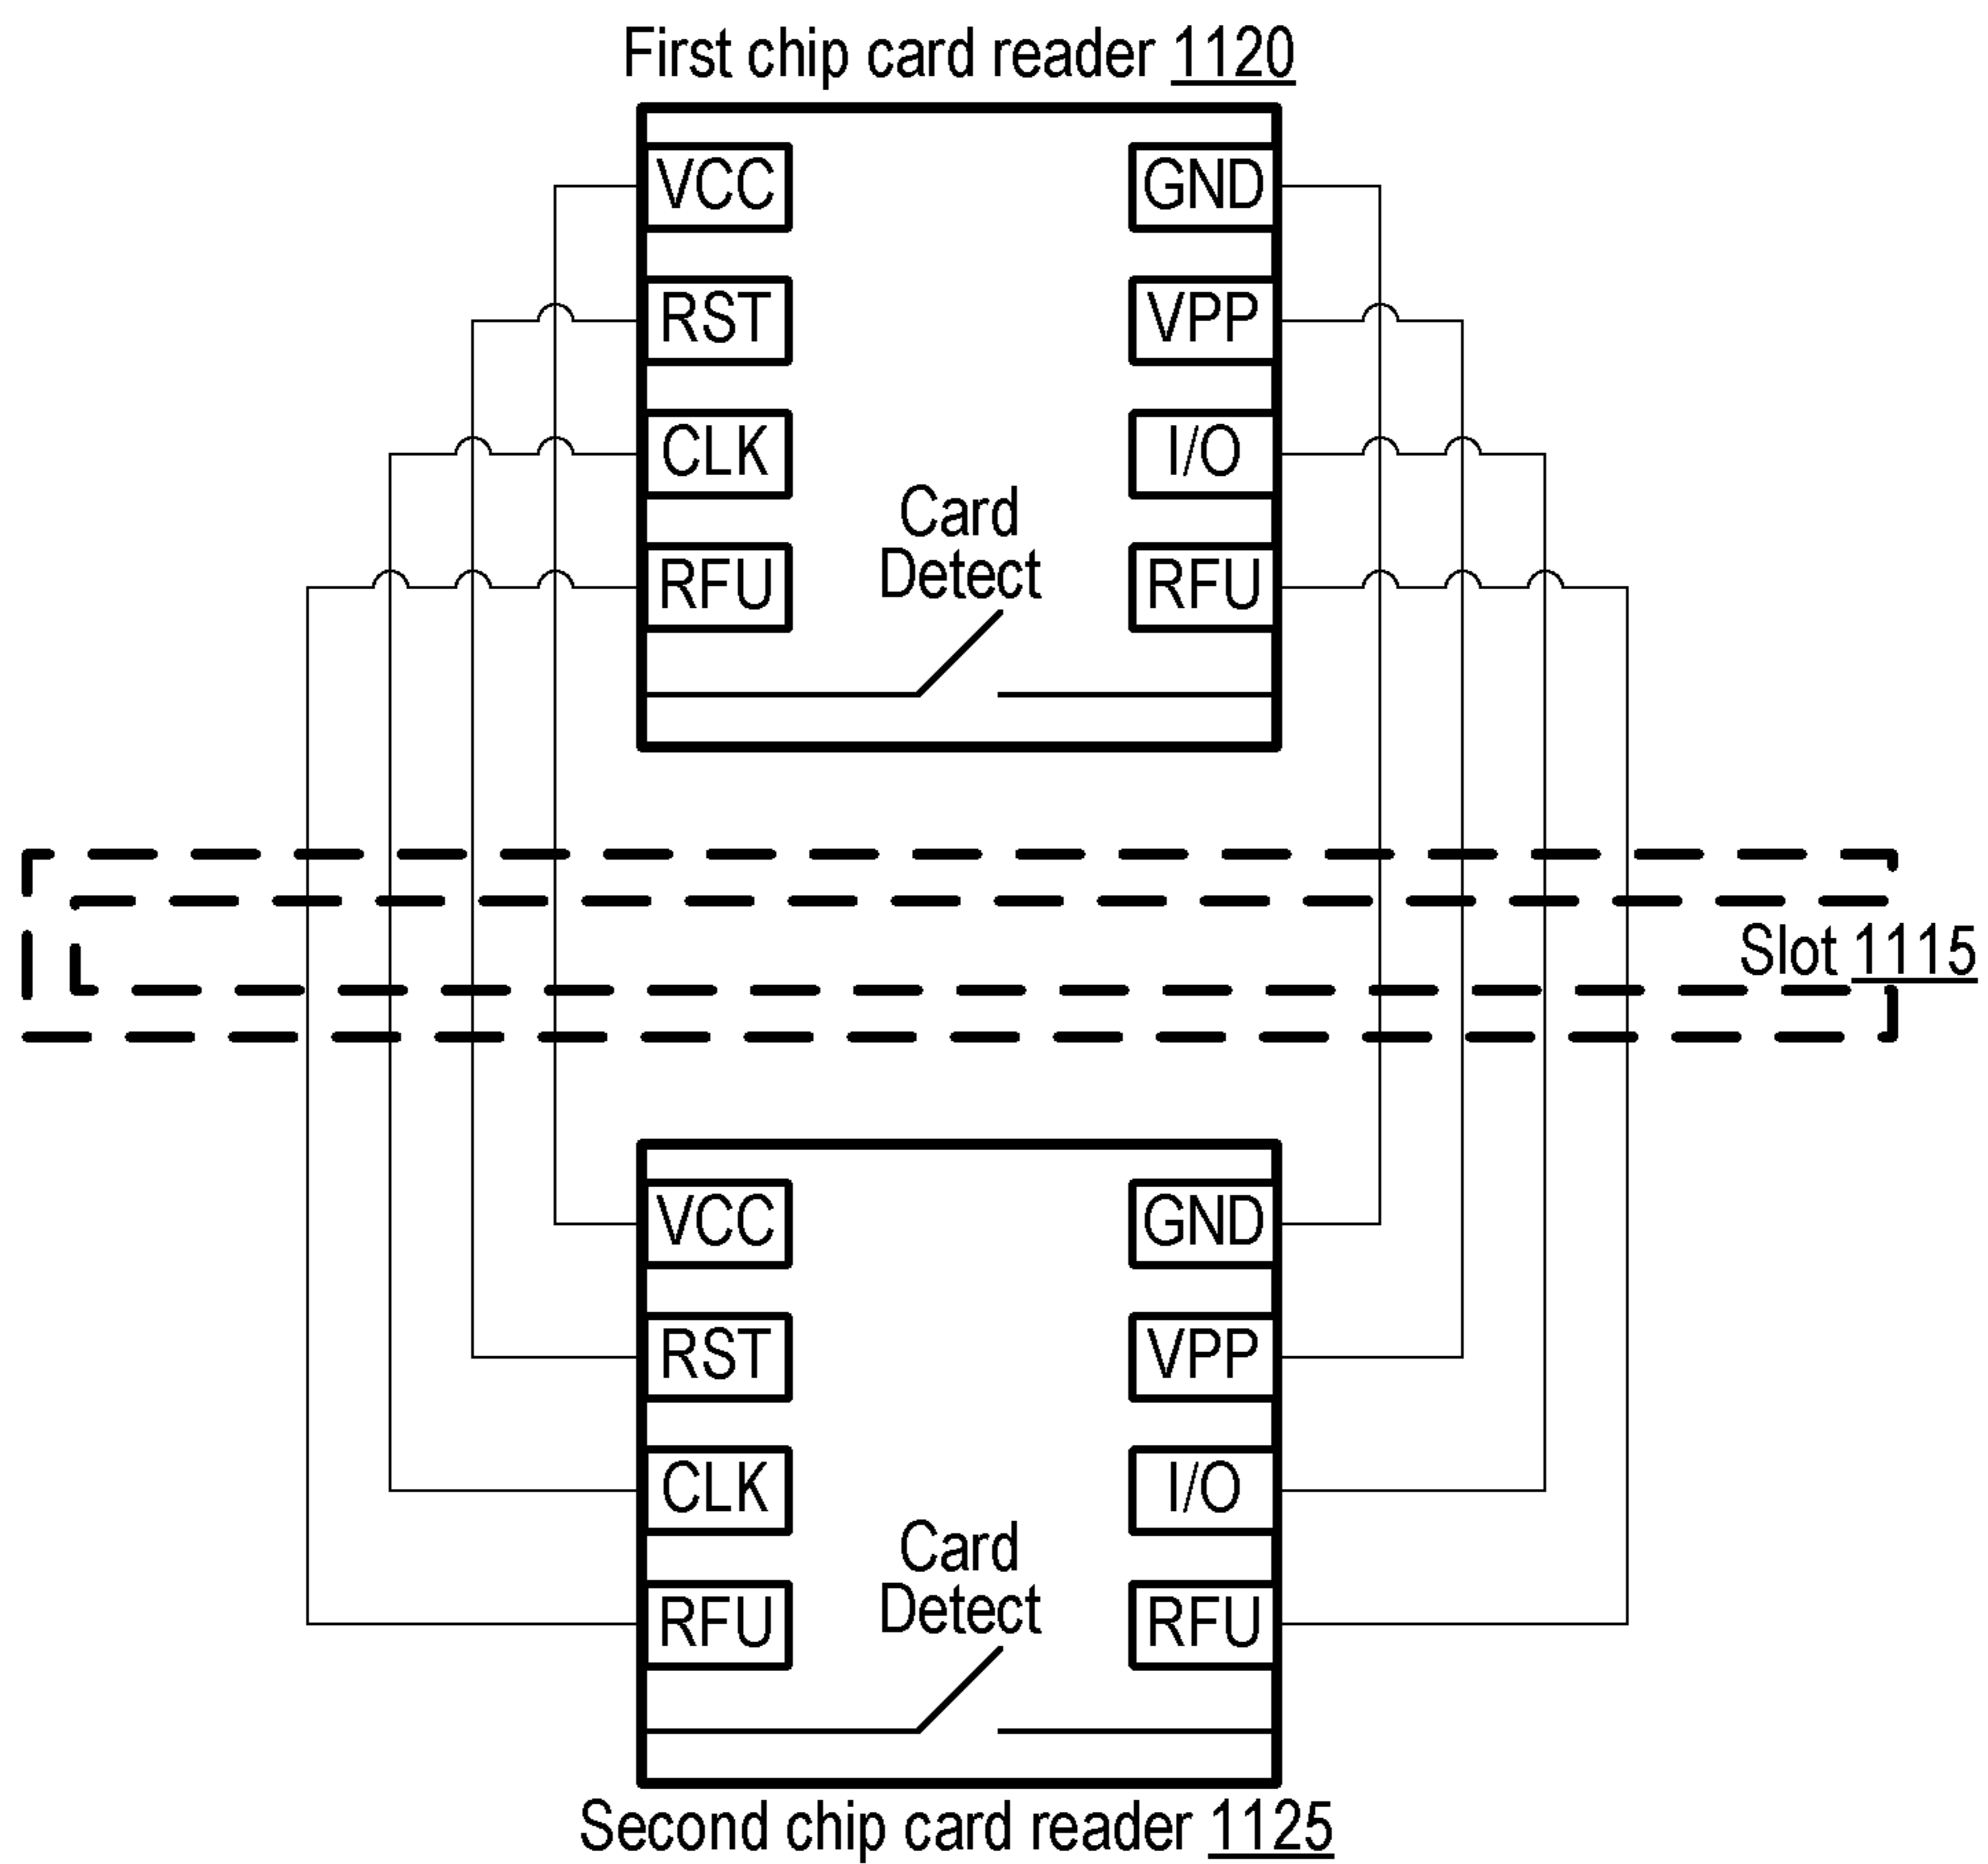 First chip card reader 1120
VCC GND
RST VPP
CLK I/O
Card
Detect
RFU RFU
Slot 1115
VCC GND
RST VPP
CLK I/O
Card
Detect
RFU RFU
Second chip card reader 1125